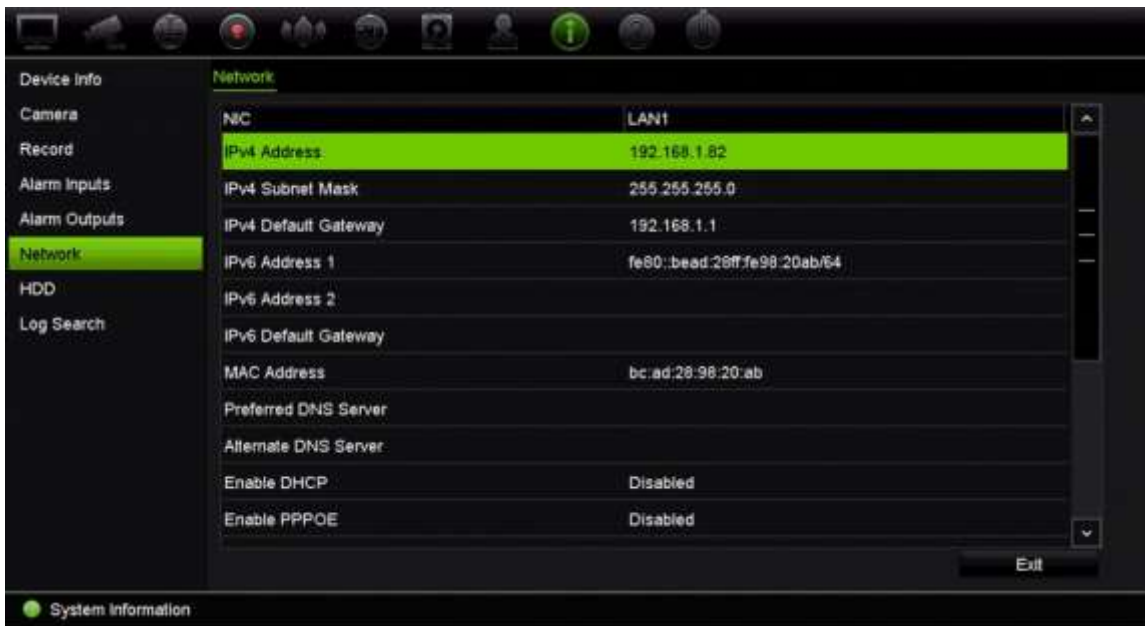 Device Info
Network
Camera
NIC LAN1
Record
IPv4 Address 192.168.1.82
Alarm Inputs
IPv4 Subnet Mask 255.255.255.0
Alarm Outputs
IPv4 Default Gateway 192.168.1.1
Network
IPv6 Address 1 fe80::bead:28ff:fe98:20ab/64
HDD
IPv6 Address 2
Log Search
IPv6 Default Gateway
MAC Address bc:ad:28:98:20:ab
Preferred DNS Server
Alternate DNS Server
Enable DHCP Disabled
Enable PPPOE Disabled
Exit
System Information